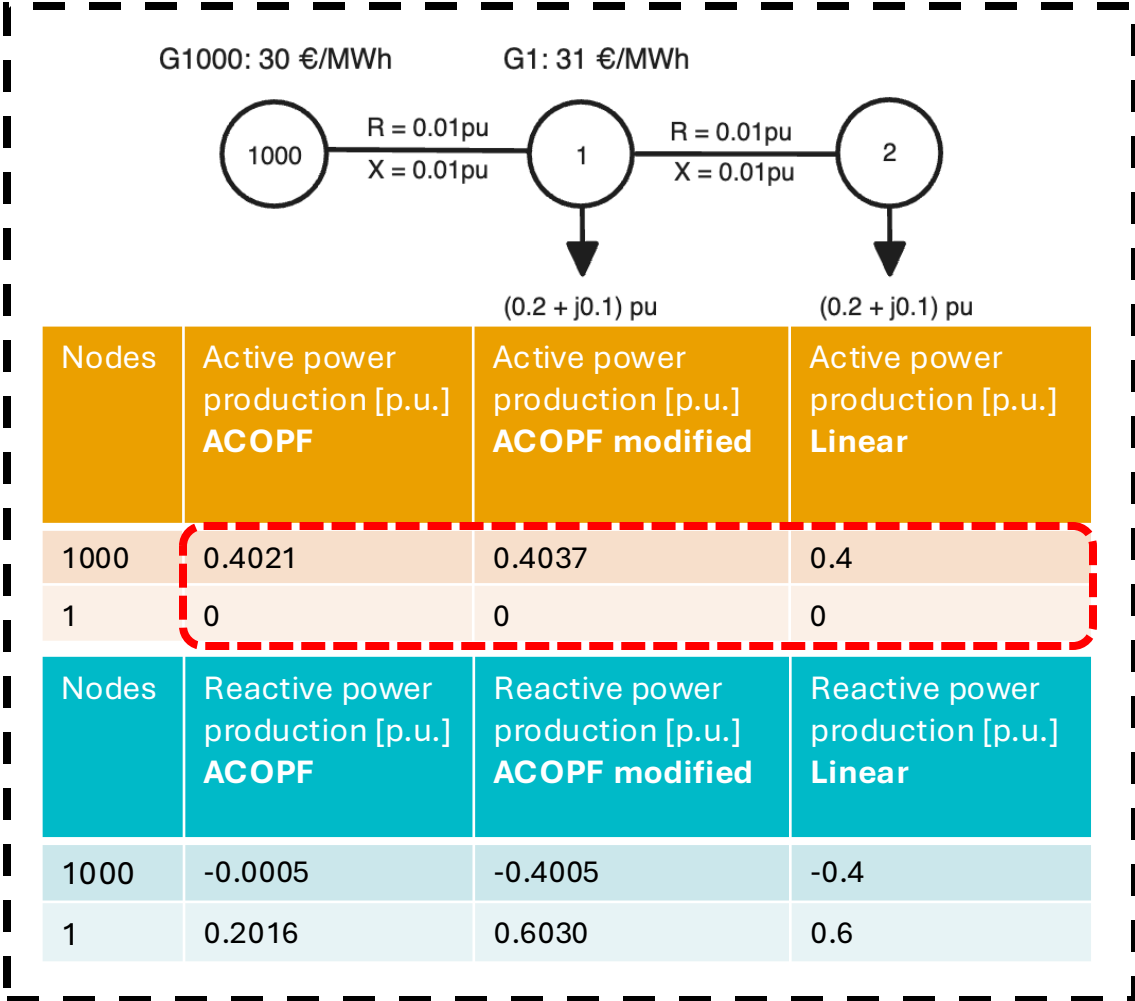 G1000: 30 €/MWh
G1: 31 €/MWh
R = 0.01pu
R = 0.01pu
1000
1
2
X = 0.01pu
X = 0.01pu
(0.2 + j0.1) pu
(0.2 + j0.1) pu
Nodes
Active power
production [p.u.]
ACOPF
Active power
production [p.u.]
ACOPF modified
Active power
production [p.u.]
Linear
1000 0.4021 0.4037 0.4
1 0 0 0
Nodes
Reactive power
production [p.u.]
ACOPF
Reactive power
production [p.u.]
ACOPF modified
Reactive power
production [p.u.]
Linear
1000 -0.0005 -0.4005 -0.4
1 0.2016 0.6030 0.6